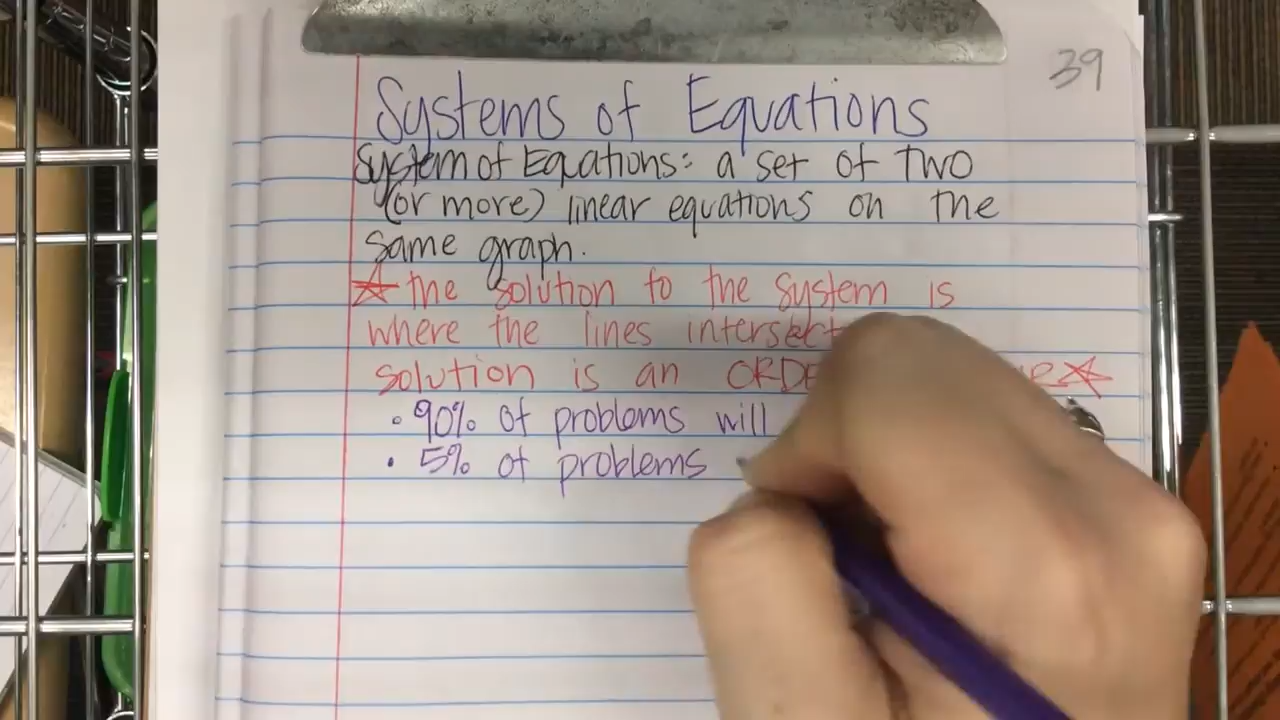 39
Systems of Equations
System of Equations: a set of two
(or more) linear equations on the
same graph.
☆ the solution to the system is
where the lines intersect
solution is an
• 90% of problems will
• 5% of problems